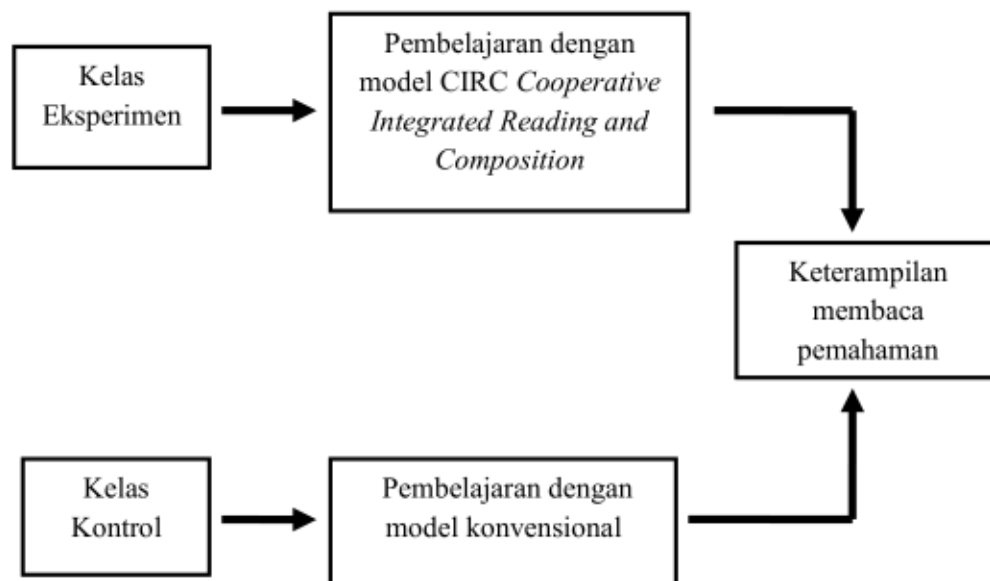 Kelas
Eksperimen
Pembelajaran dengan
model CIRC Cooperative
Integrated Reading and
Composition
Keterampilan
membaca
pemahaman
Kelas
Kontrol
Pembelajaran dengan
model konvensional